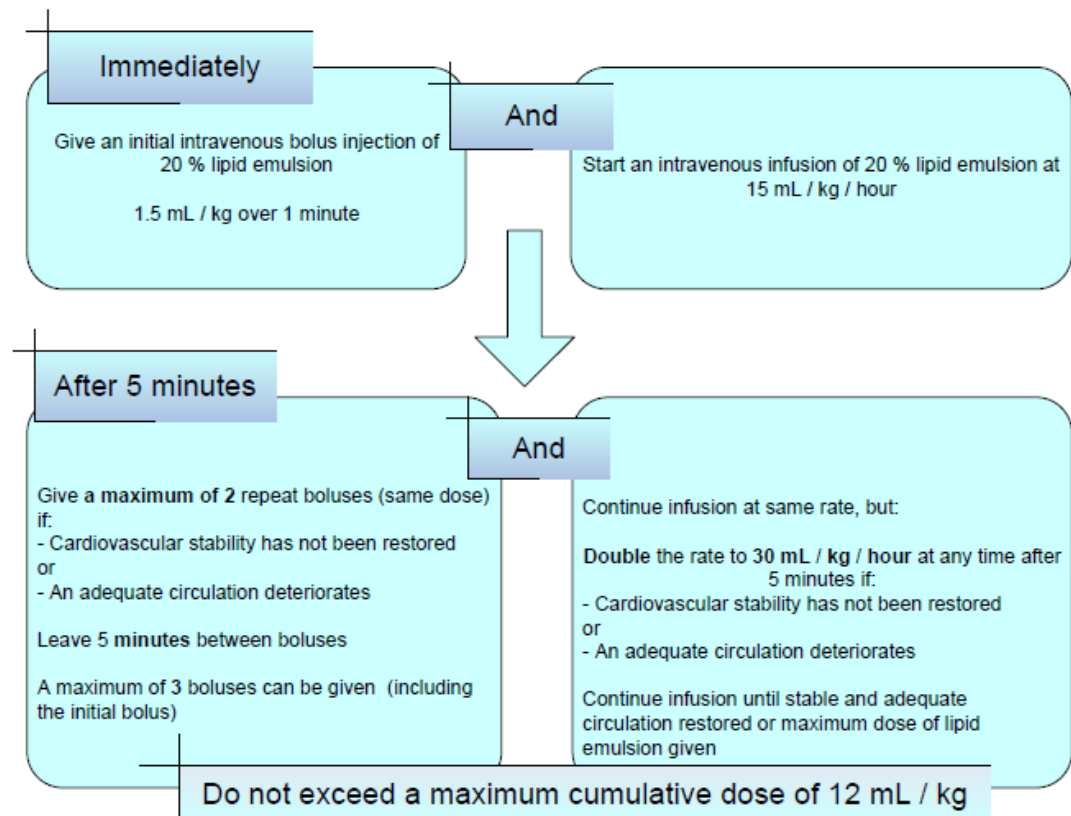 Immediately
And
Give an initial intravenous bolus injection of
20 % lipid emulsion
1.5 mL / kg over 1 minute
Start an intravenous infusion of 20 % lipid emulsion at
15 mL / kg / hour
After 5 minutes
And
Give a maximum of 2 repeat boluses (same dose)
if:
- Cardiovascular stability has not been restored
or
- An adequate circulation deteriorates
Leave 5 minutes between boluses
A maximum of 3 boluses can be given (including
the initial bolus)
Continue infusion at same rate, but:
Double the rate to 30 mL / kg / hour at any time after
5 minutes if:
- Cardiovascular stability has not been restored
or
- An adequate circulation deteriorates
Continue infusion until stable and adequate
circulation restored or maximum dose of lipid
emulsion given
Do not exceed a maximum cumulative dose of 12 mL / kg